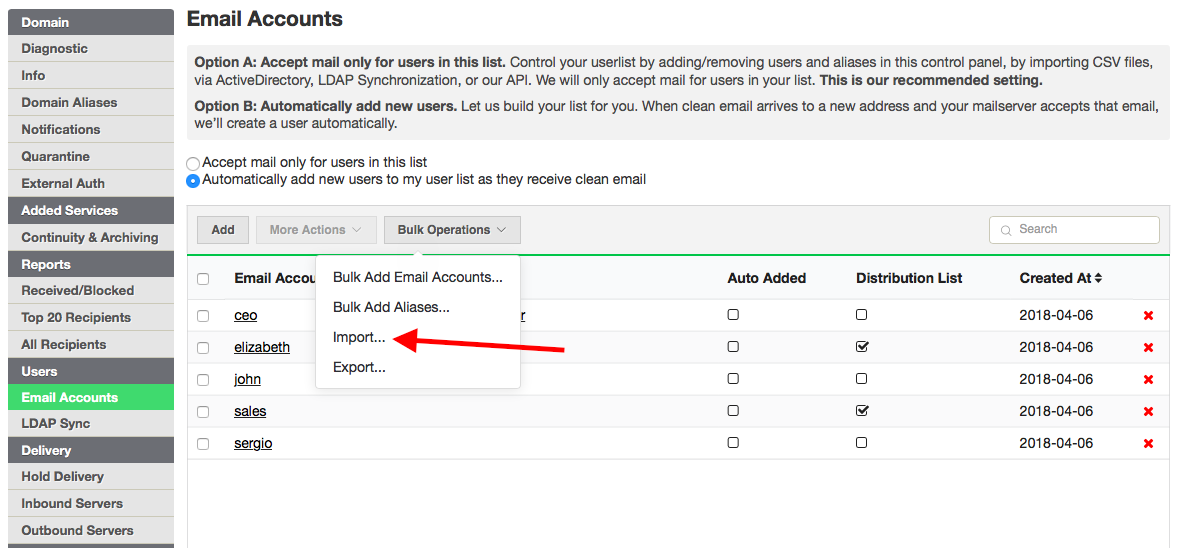 Domain
Diagnostic
Info
Domain Aliases
Notifications
Quarantine
External Auth
Added Services
Continuity & Archiving
Reports
Received/Blocked
Top 20 Recipients
All Recipients
Users
Email Accounts
LDAP Sync
Delivery
Hold Delivery
Inbound Servers
Outbound Servers
Email Accounts
Option A: Accept mail only for users in this list. Control your userlist by adding/removing users and aliases in this control panel, by importing CSV files,
via ActiveDirectory, LDAP Synchronization, or our API. We will only accept mail for users in your list. This is our recommended setting.
Option B: Automatically add new users. Let us build your list for you. When clean email arrives to a new address and your mailserver accepts that email,
we'll create a user automatically.
Accept mail only for users in this list
Automatically add new users to my user list as they receive clean email
Add More Actions Bulk Operations Search
Bulk Add Email Accounts...
Bulk Add Aliases...
Import...
Export...
Email Accou Auto Added Distribution List Created At
ceo r 2018-04-06
elizabeth 2018-04-06
john 2018-04-06
sales 2018-04-06
sergio 2018-04-06